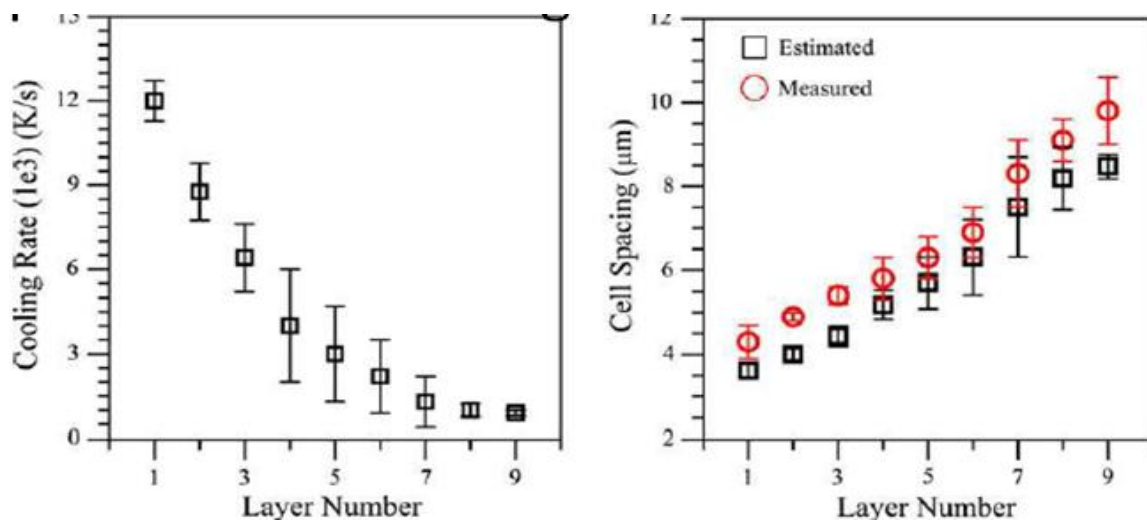 15
12
9
6
3
0
Cooling Rate (1e3) (K/s)
1 3 5 7 9
Layer Number
12
10
8
6
4
2
Cell Spacing (μm)
Estimated
Measured
1 3 5 7 9
Layer Number